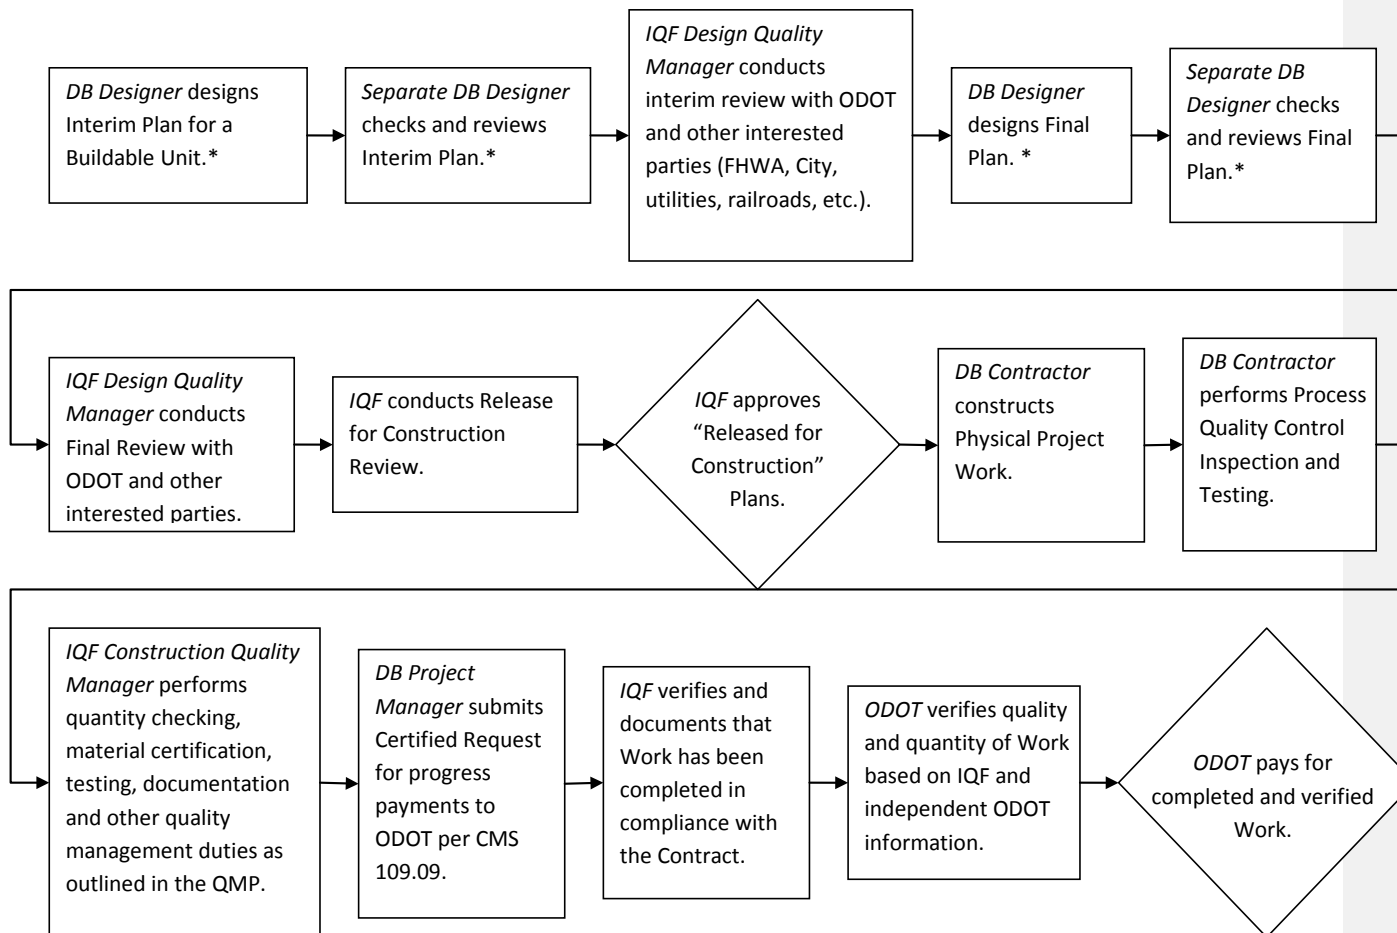 DB Designer designs
Interim Plan for a
Buildable Unit.*
Separate DB Designer
checks and reviews
Interim Plan.*
IQF Design Quality
Manager conducts
interim review with ODOT
and other interested
parties (FHWA, City,
utilities, railroads, etc.).
DB Designer
designs Final
Plan. *
Separate DB
Designer checks
and reviews Final
Plan.*
IQF Design Quality
Manager conducts
Final Review with
ODOT and other
interested parties.
IQF conducts Release
for Construction
Review.
IQF approves
“Released for
Construction”
Plans.
DB Contractor
constructs
Physical Project
Work.
DB Contractor
performs Process
Quality Control
Inspection and
Testing.
IQF Construction Quality
Manager performs
quantity checking,
material certification,
testing, documentation
and other quality
management duties as
outlined in the QMP.
DB Project
Manager submits
Certified Request
for progress
payments to
ODOT per CMS
109.09.
IQF verifies and
documents that
Work has been
completed in
compliance with
the Contract.
ODOT verifies quality
and quantity of Work
based on IQF and
independent ODOT
information.
ODOT pays for
completed and verified
Work.